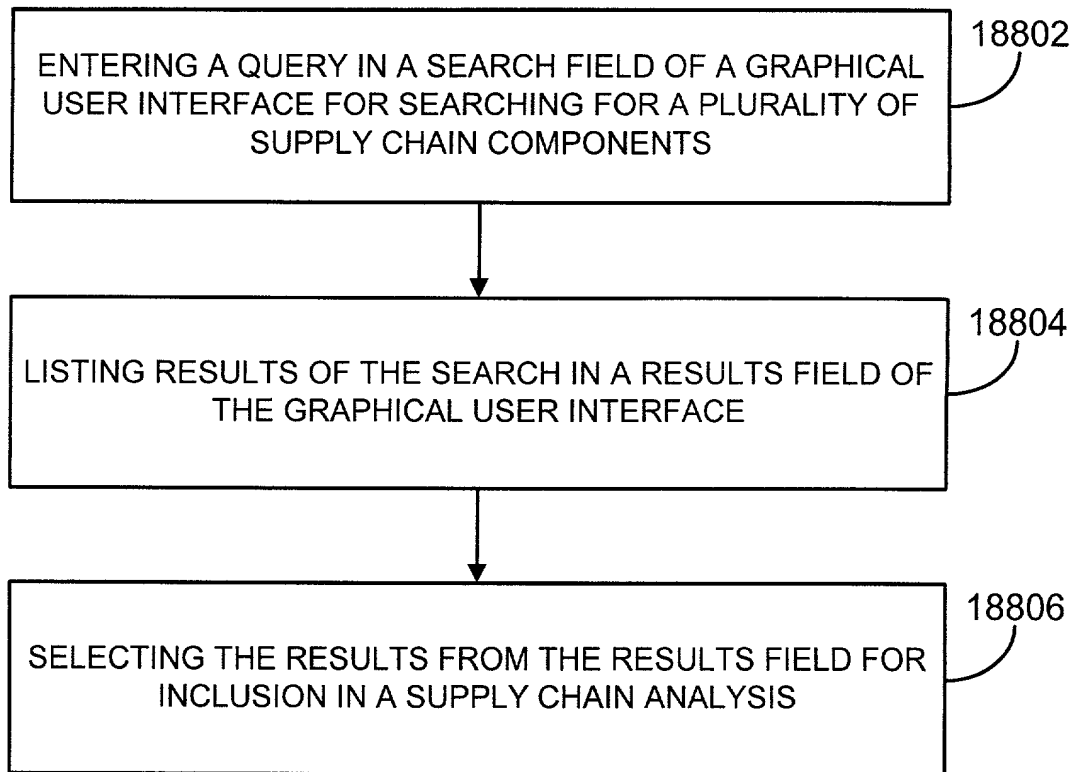 18802
ENTERING A QUERY IN A SEARCH FIELD OF A GRAPHICAL
USER INTERFACE FOR SEARCHING FOR A PLURALITY OF
SUPPLY CHAIN COMPONENTS
18804
LISTING RESULTS OF THE SEARCH IN A RESULTS FIELD OF
THE GRAPHICAL USER INTERFACE
18806
SELECTING THE RESULTS FROM THE RESULTS FIELD FOR
INCLUSION IN A SUPPLY CHAIN ANALYSIS